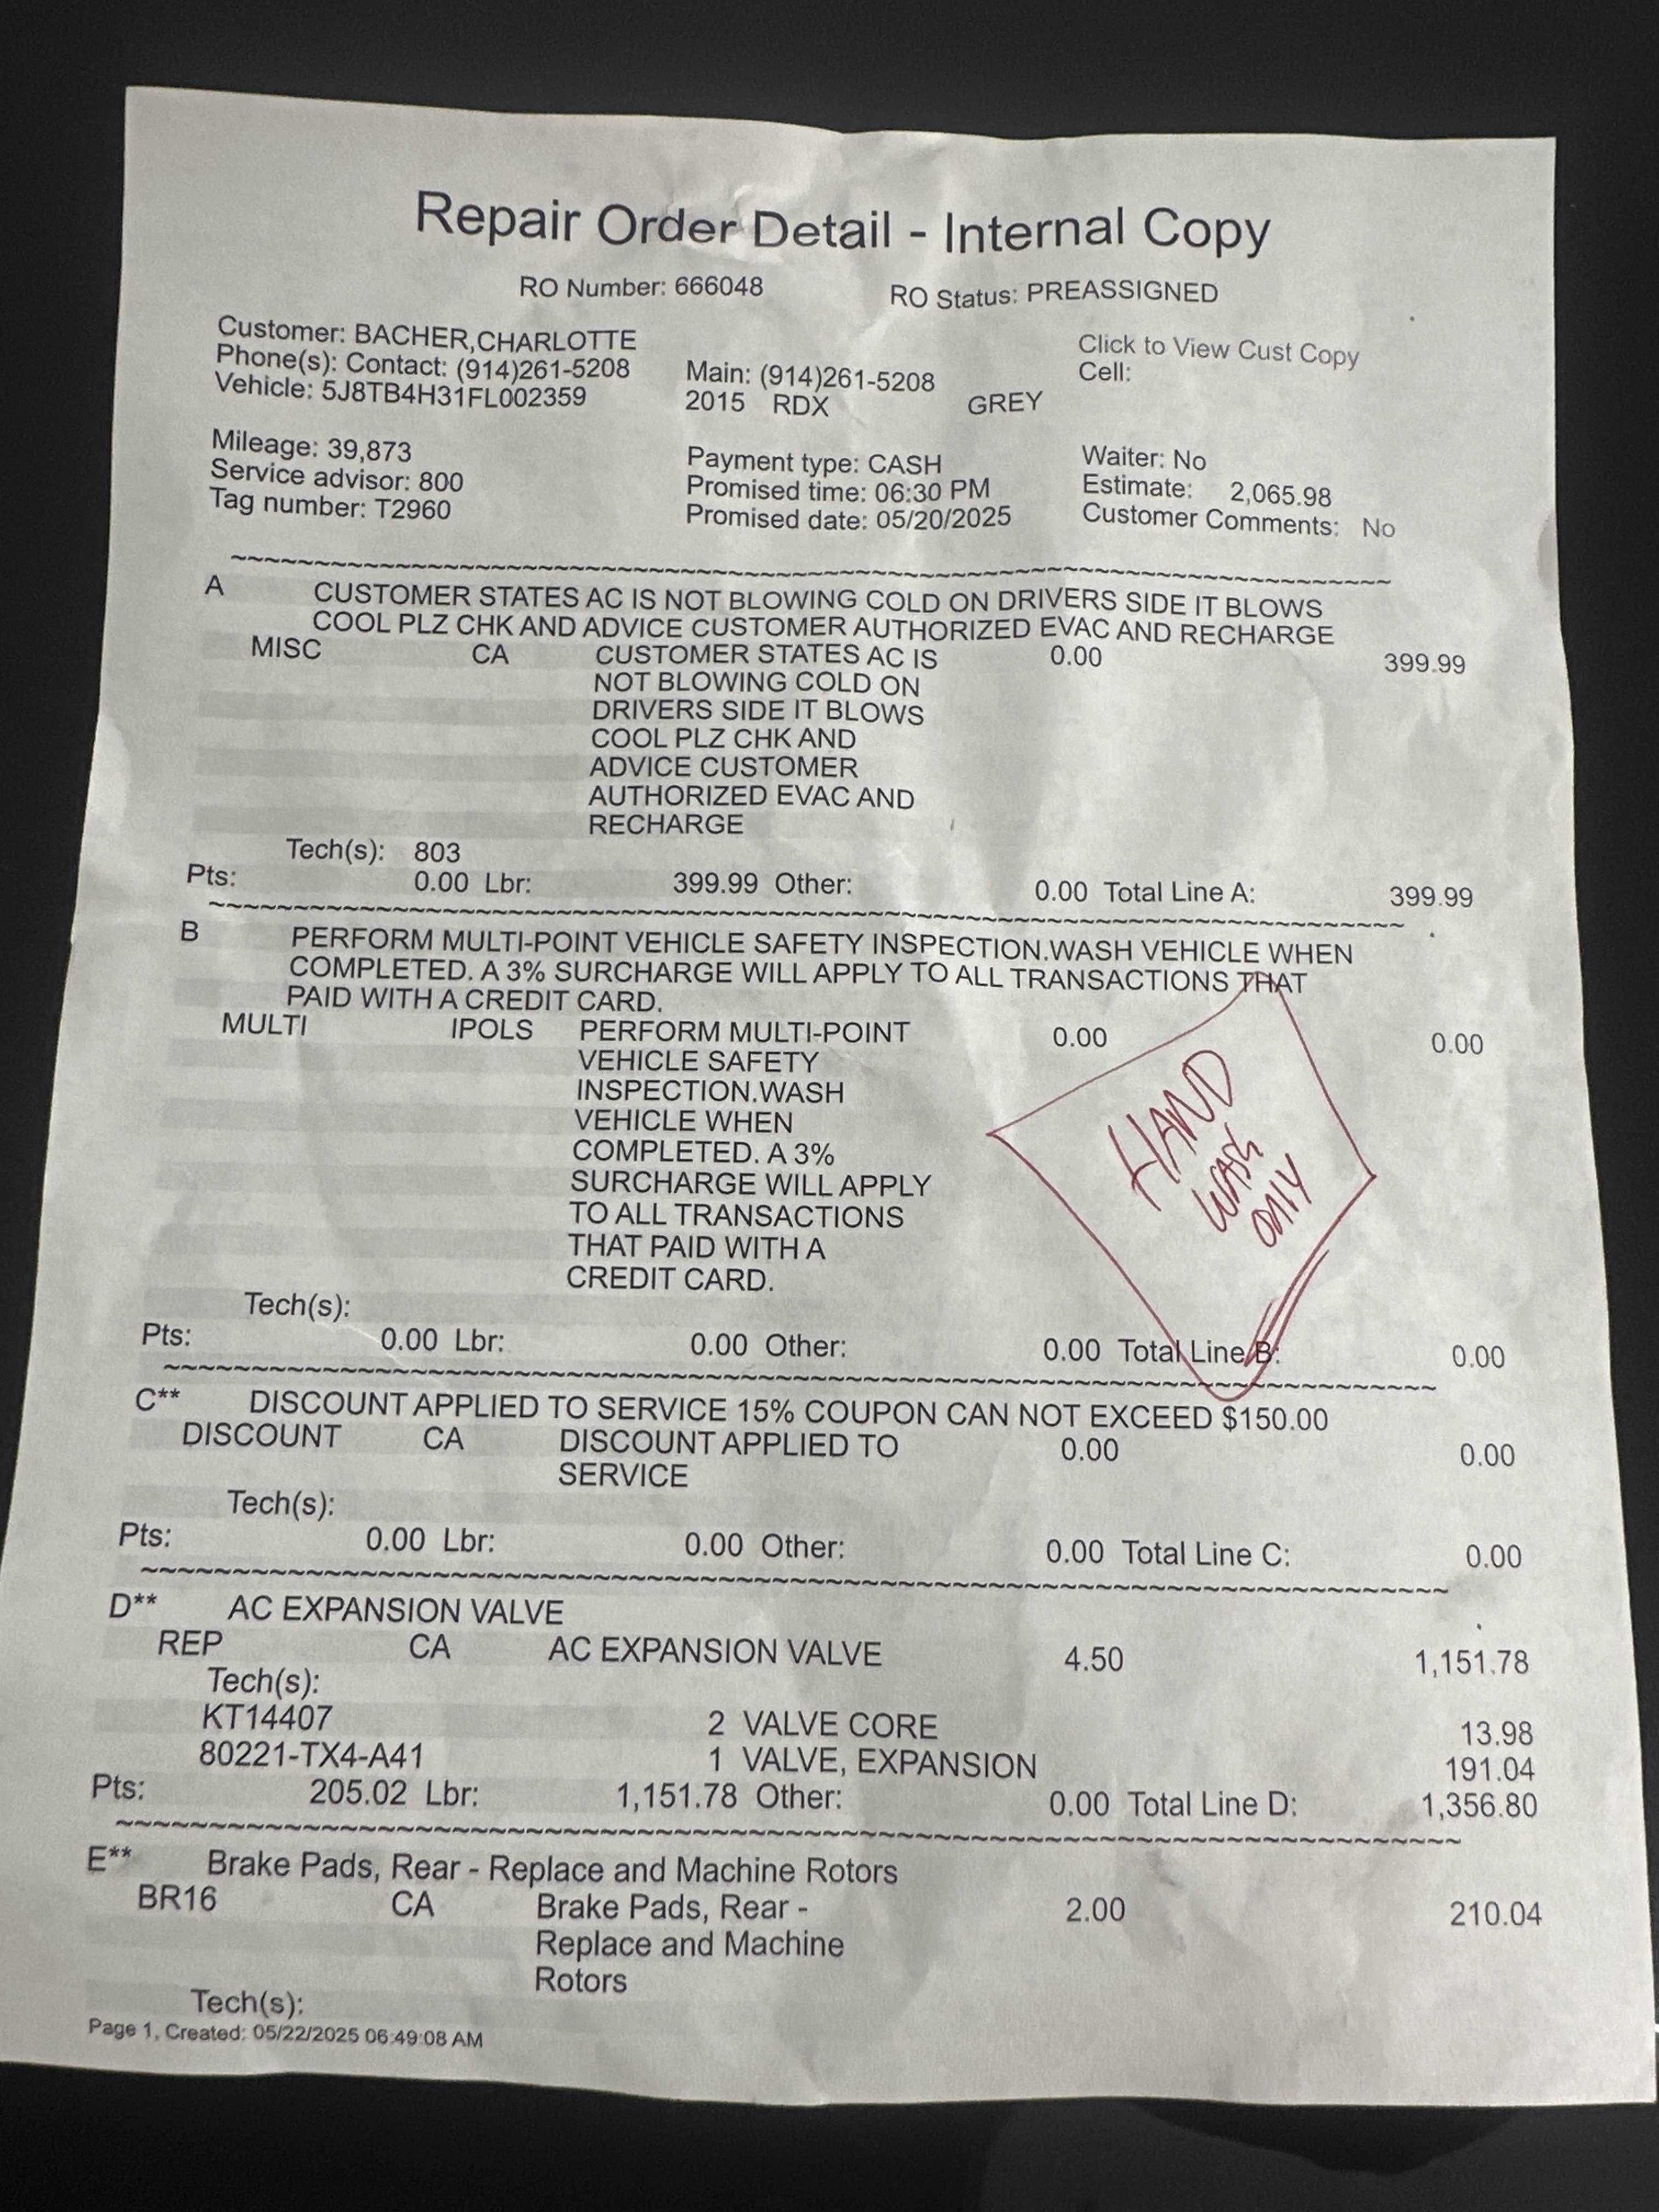 Repair Order Detail - Internal Copy
RO Number: 666048 RO Status: PREASSIGNED
Customer: BACHER,CHARLOTTE Click to View Cust Copy
Phone(s): Contact: (914)261-5208 Main: (914)261-5208 Cell:
Vehicle: 5J8TB4H31FL002359 2015 RDX GREY
Mileage: 39,873 Payment type: CASH Waiter: No
Service advisor: 800 Promised time: 06:30 PM Estimate: 2,065.98
Tag number: T2960 Promised date: 05/20/2025 Customer Comments: No
A CUSTOMER STATES AC IS NOT BLOWING COLD ON DRIVERS SIDE IT BLOWS
COOL PLZ CHK AND ADVICE CUSTOMER AUTHORIZED EVAC AND RECHARGE
MISC CA CUSTOMER STATES AC IS 0.00 399.99
NOT BLOWING COLD ON
DRIVERS SIDE IT BLOWS
COOL PLZ CHK AND
ADVICE CUSTOMER
AUTHORIZED EVAC AND
RECHARGE
Tech(s): 803
Pts: 0.00 Lbr: 399.99 Other: 0.00 Total Line A: 399.99
B PERFORM MULTI-POINT VEHICLE SAFETY INSPECTION.WASH VEHICLE WHEN
COMPLETED. A 3% SURCHARGE WILL APPLY TO ALL TRANSACTIONS THAT
PAID WITH A CREDIT CARD.
MULTI IPOLS PERFORM MULTI-POINT 0.00 0.00
VEHICLE SAFETY
INSPECTION.WASH
VEHICLE WHEN
COMPLETED. A 3%
SURCHARGE WILL APPLY
TO ALL TRANSACTIONS
THAT PAID WITH A
CREDIT CARD.
HAND
WASH
ONLY
Tech(s):
Pts: 0.00 Lbr: 0.00 Other: 0.00 Total Line B: 0.00
C** DISCOUNT APPLIED TO SERVICE 15% COUPON CAN NOT EXCEED $150.00
DISCOUNT CA DISCOUNT APPLIED TO 0.00 0.00
SERVICE
Tech(s):
Pts: 0.00 Lbr: 0.00 Other: 0.00 Total Line C: 0.00
D** AC EXPANSION VALVE
REP CA AC EXPANSION VALVE 4.50 1,151.78
Tech(s):
KT14407 2 VALVE CORE 13.98
80221-TX4-A41 1 VALVE, EXPANSION 191.04
Pts: 205.02 Lbr: 1,151.78 Other: 0.00 Total Line D: 1,356.80
E** Brake Pads, Rear - Replace and Machine Rotors
BR16 CA Brake Pads, Rear - 2.00 210.04
Replace and Machine
Rotors
Tech(s):
Page 1, Created: 05/22/2025 06:49:08 AM